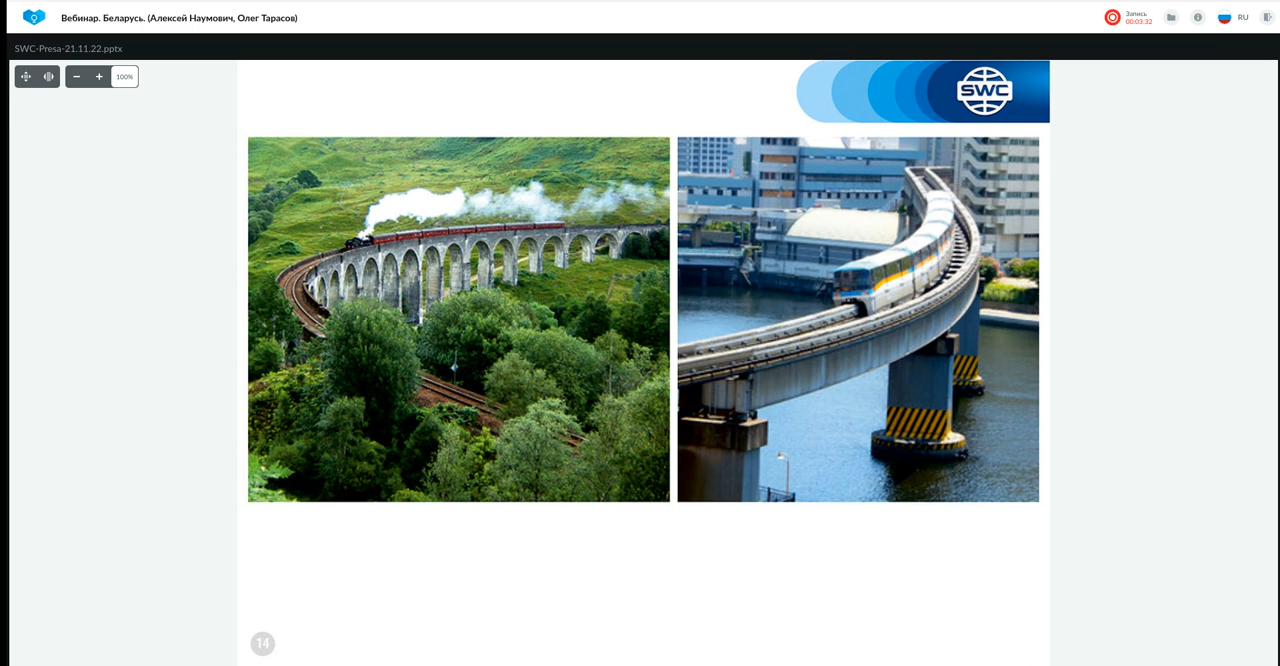 Вебинар. Беларусь. (Алексей Наумович, Олег Тарасов)
Запись
00:03:32
RU
SWC-Presa-21.11.22.pptx
100%
SWC
14